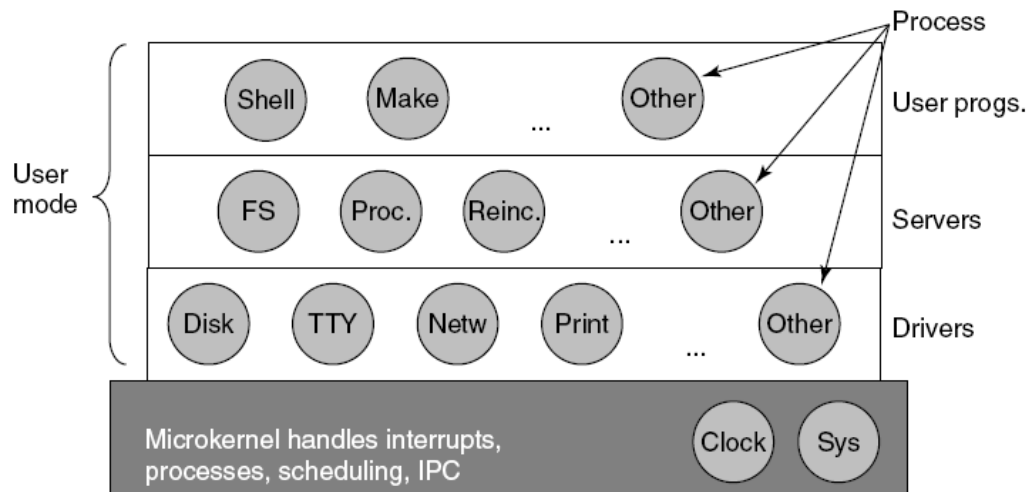 Process
Shell
Make
...
Other
User progs.
User
mode
FS
Proc.
Reinc.
...
Other
Servers
Disk
TTY
Netw
Print
...
Other
Drivers
Microkernel handles interrupts,
processes, scheduling, IPC
Clock
Sys